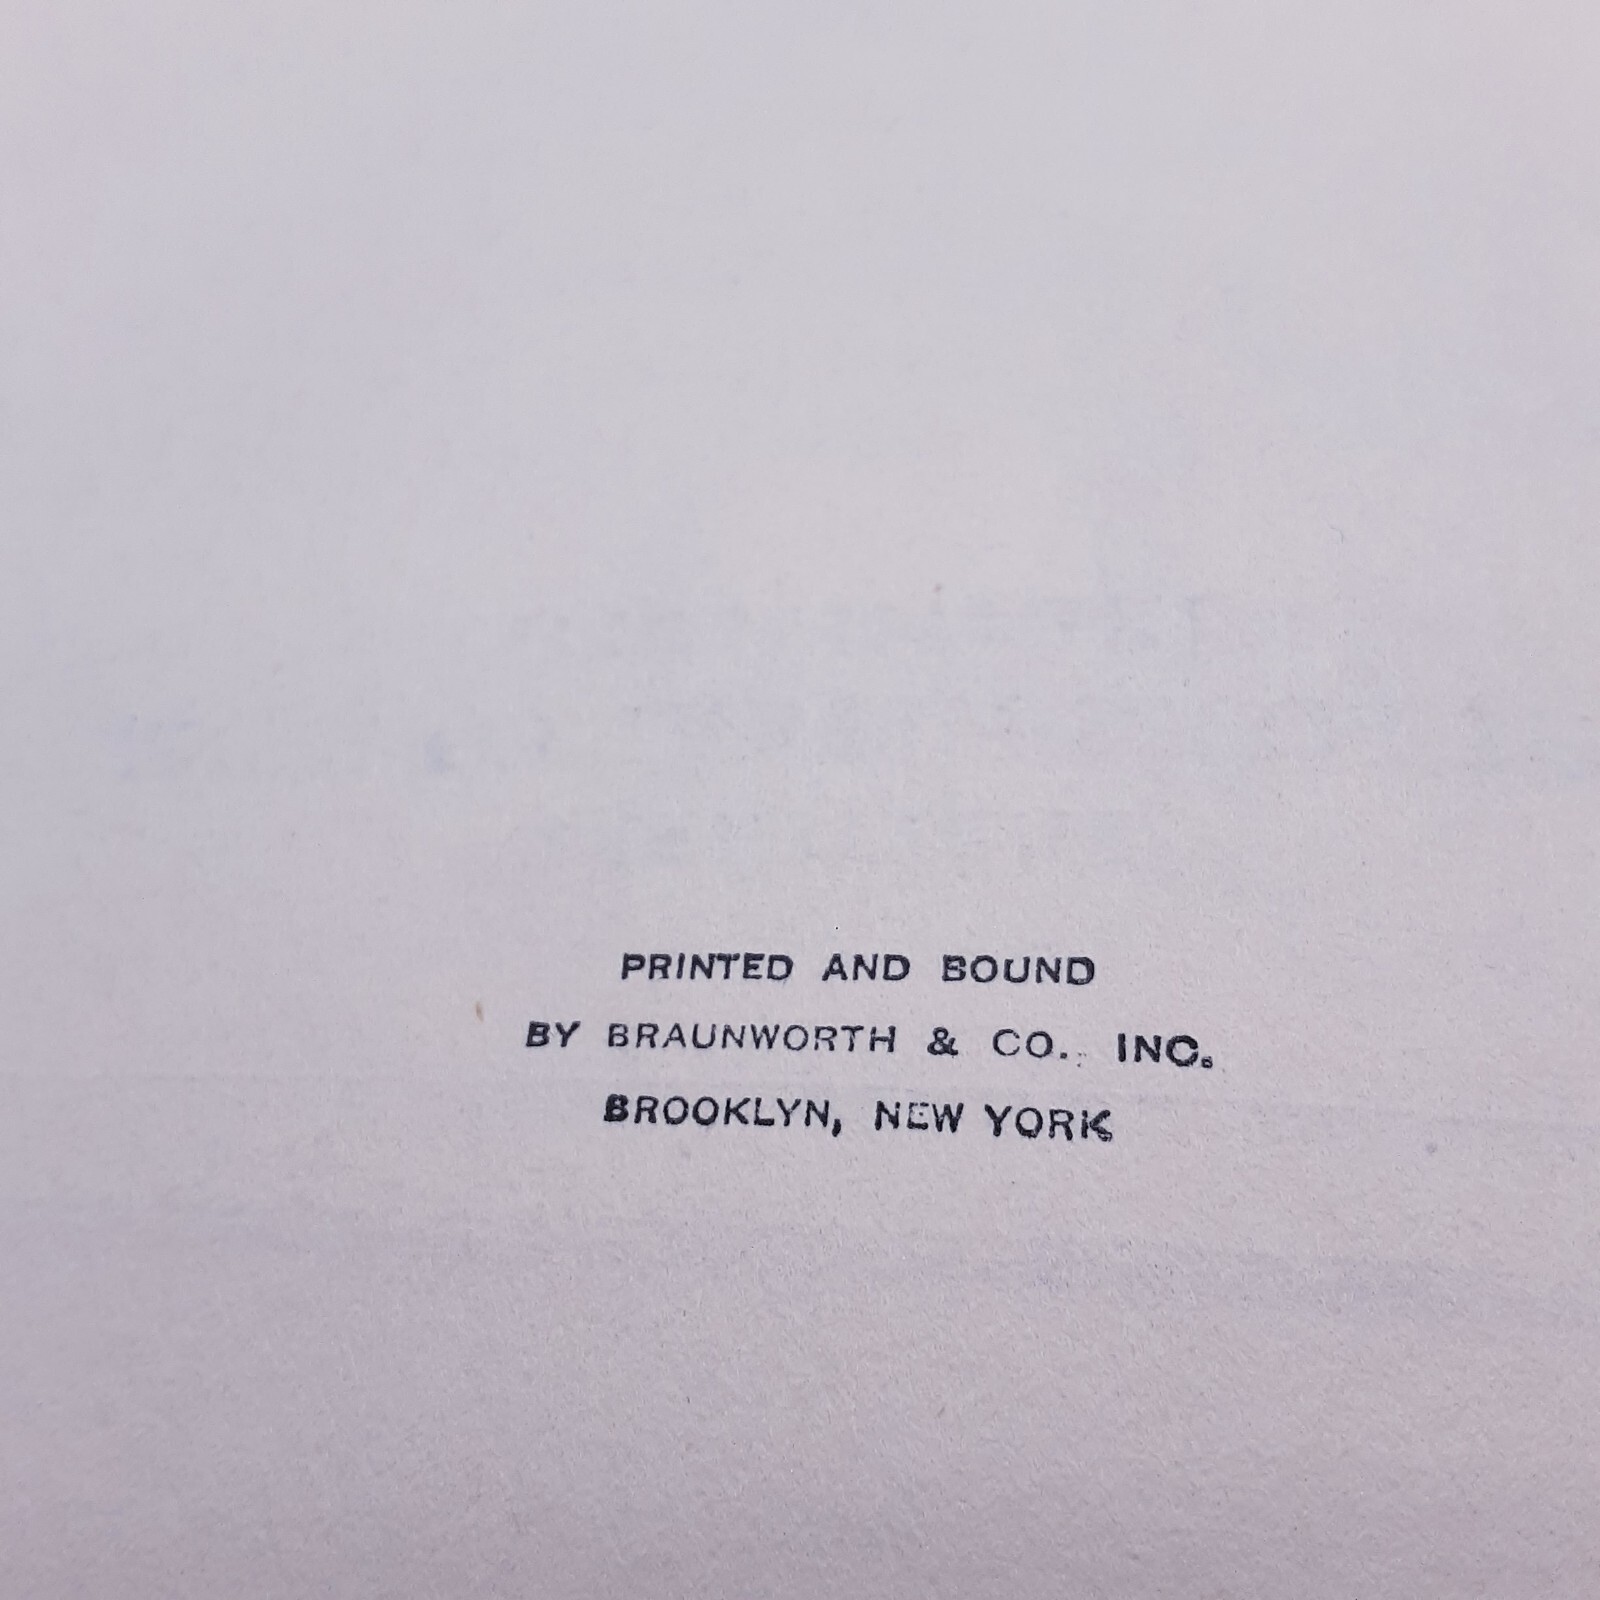 PRINTED AND BOUND
BY BRAUNWORTH & CO., INC.
BROOKLYN, NEW YORK